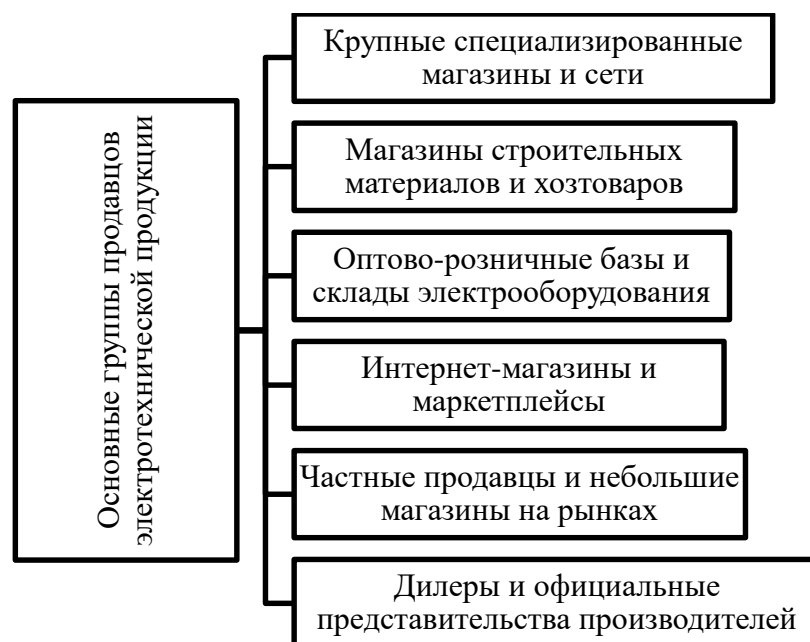 Основные группы продавцов
электротехнической продукции
Крупные специализированные
магазины и сети
Магазины строительных
материалов и хозтоваров
Оптово-розничные базы и
склады электрооборудования
Интернет-магазины и
маркетплейсы
Частные продавцы и небольшие
магазины на рынках
Дилеры и официальные
представительства производителей